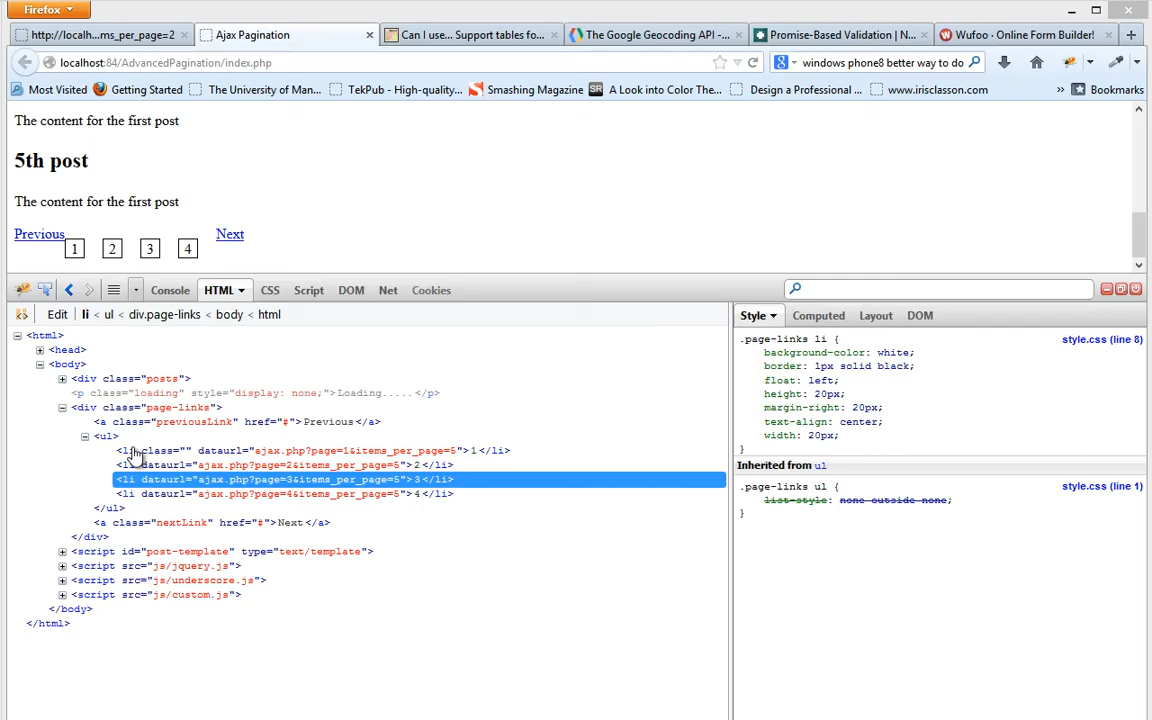 Firefox
http://localh...ms_per_page=2
Ajax Pagination
Can I use... Support tables fo...
The Google Geocoding API -...
Promise-Based Validation | N...
Wufoo · Online Form Builder!
localhost:84/AdvancedPagination/index.php
windows phone8 better way to do
Most Visited
Getting Started
The University of Man...
TekPub - High-quality...
Smashing Magazine
A Look into Color The...
Design a Professional ...
www.irisclasson.com
» Bookmarks
The content for the first post
5th post
The content for the first post
Previous 1 2 3 4 Next
Console HTML CSS Script DOM Net Cookies
Edit li < ul < div.page-links < body < html
Style Computed Layout DOM
<html>
<head>
<body>
<div class="posts">
<p class="loading" style="display: none;">Loading.....</p>
<div class="page-links">
<a class="previousLink" href="#">Previous</a>
<ul>
<li class="" dataurl="ajax.php?page=1&items_per_page=5">1</li>
<li dataurl="ajax.php?page=2&items_per_page=5">2</li>
<li dataurl="ajax.php?page=3&items_per_page=5">3</li>
<li dataurl="ajax.php?page=4&items_per_page=5">4</li>
</ul>
<a class="nextLink" href="#">Next</a>
</div>
<script id="post-template" type="text/template">
<script src="js/jquery.js">
<script src="js/underscore.js">
<script src="js/custom.js">
</body>
</html>
.page-links li { style.css (line 8)
background-color: white;
border: 1px solid black;
float: left;
height: 20px;
margin-right: 20px;
text-align: center;
width: 20px;
}
Inherited from ul
.page-links ul { style.css (line 1)
list-style: none outside none;
}